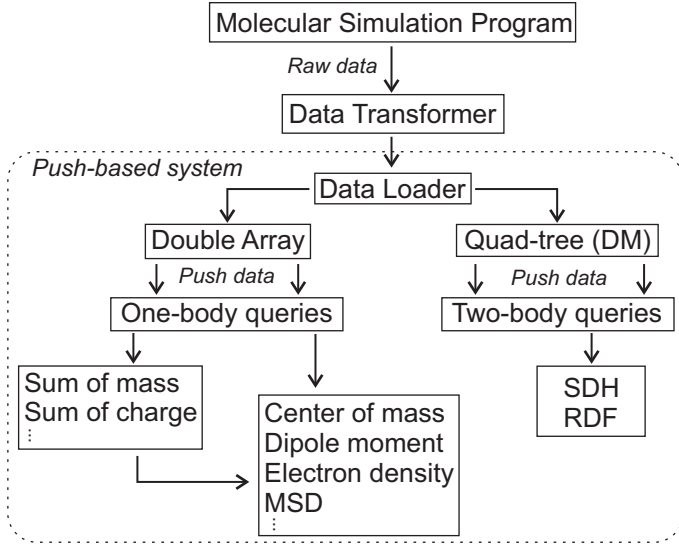 Molecular Simulation Program
Raw data
Data Transformer
Push-based system
Data Loader
Double Array
Quad-tree (DM)
Push data
Push data
One-body queries
Two-body queries
Sum of mass
Sum of charge
⋮
Center of mass
Dipole moment
Electron density
MSD
⋮
SDH
RDF